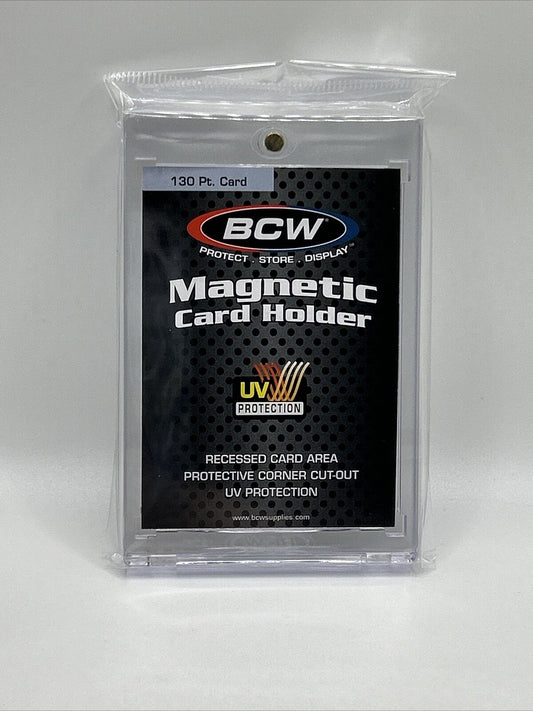 130 Pt. Card
BCW
PROTECT . STORE . DISPLAY™
Magnetic
Card Holder
UV
PROTECTION
RECESSED CARD AREA
PROTECTIVE CORNER CUT-OUT
UV PROTECTION
www.bcwsupplies.com